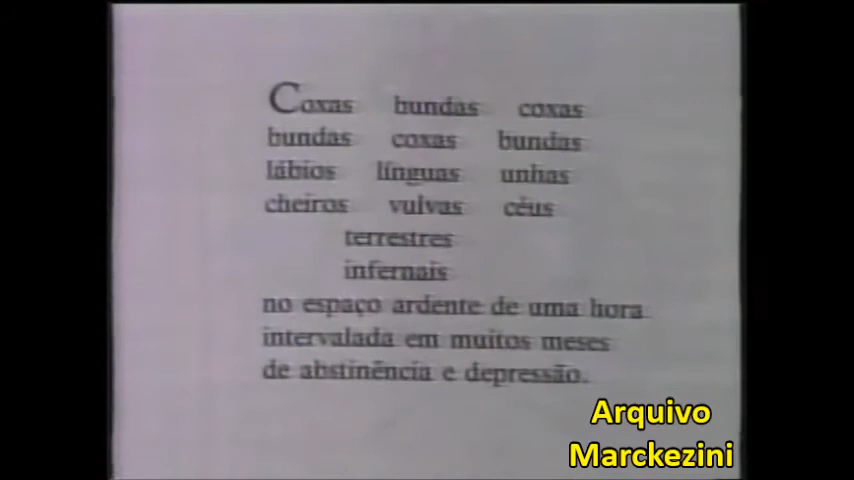 Coxas bundas coxas
bundas coxas bundas
lábios línguas unhas
cheiros vulvas céus
terrestres
infernais
no espaço ardente de uma hora
intervalada em muitos meses
de abstinência e depressão.
Arquivo
Marckezini